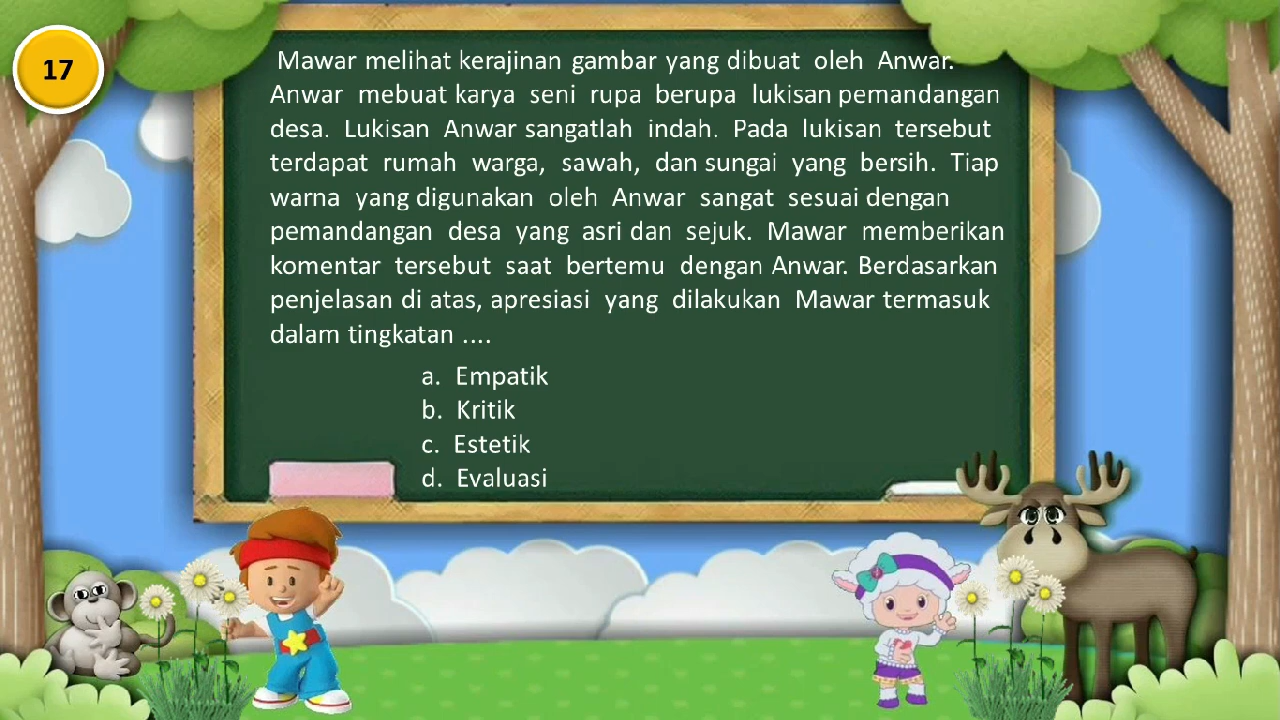 17
Mawar melihat kerajinan gambar yang dibuat oleh Anwar.
Anwar mebuat karya seni rupa berupa lukisan pemandangan
desa. Lukisan Anwar sangatlah indah. Pada lukisan tersebut
terdapat rumah warga, sawah, dan sungai yang bersih. Tiap
warna yang digunakan oleh Anwar sangat sesuai dengan
pemandangan desa yang asri dan sejuk. Mawar memberikan
komentar tersebut saat bertemu dengan Anwar. Berdasarkan
penjelasan di atas, apresiasi yang dilakukan Mawar termasuk
dalam tingkatan ....
a. Empatik
b. Kritik
c. Estetik
d. Evaluasi